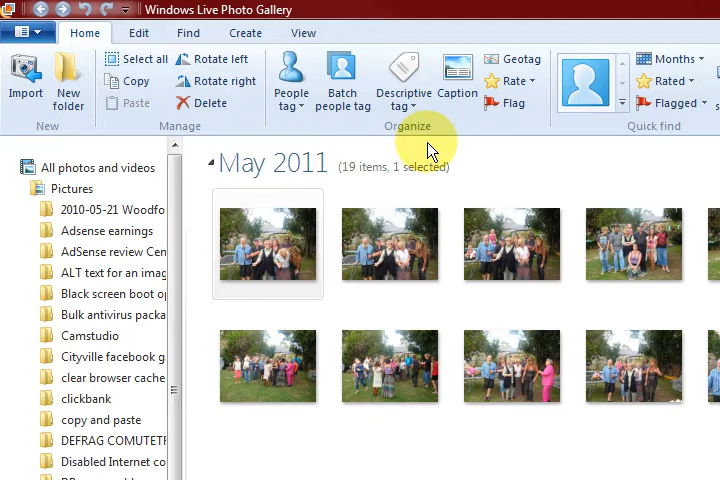 Windows Live Photo Gallery
Home Edit Find Create View
Import
New folder
New
Select all
Copy
Paste
Rotate left
Rotate right
Delete
Manage
People tag
Batch people tag
Descriptive tag
Caption
Geotag
Rate
Flag
Organize
Months
Rated
Flagged
Quick find
All photos and videos
Pictures
2010-05-21 Woodfo
Adsense earnings
AdSense review Cen
ALT text for an imag
Black screen boot op
Bulk antivirus packa
Camstudio
Cityville facebook g
clear browser cache
clickbank
copy and paste
DEFRAG COMUTETF
Disabled Internet co
May 2011 (19 items, 1 selected)